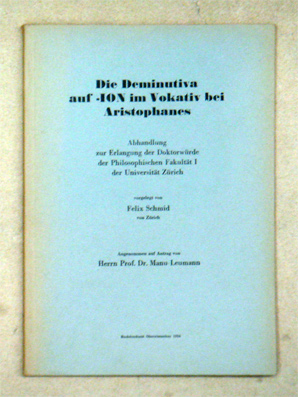 Die Deminutiva
auf -ION im Vokativ bei
Aristophanes
Abhandlung
zur Erlangung der Doktorwürde
der Philosophischen Fakultät I
der Universität Zürich
vorgelegt von
Felix Schmid
von Zürich
Angenommen auf Antrag von
Herrn Prof. Dr. Manu Leumann